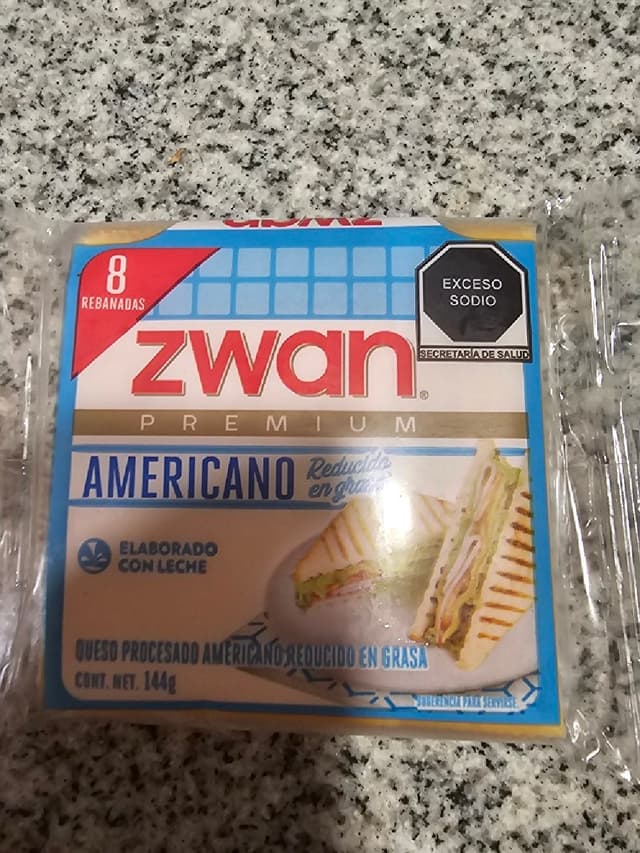 zwan
8
REBANADAS
EXCESO
SODIO
SECRETARÍA DE SALUD
zwan®
PREMIUM
AMERICANO
Reducido
en grasa
ELABORADO
CON LECHE
QUESO PROCESADO AMERICANO REDUCIDO EN GRASA
CONT. NET. 144g
SUGERENCIA PARA SERVIRSE